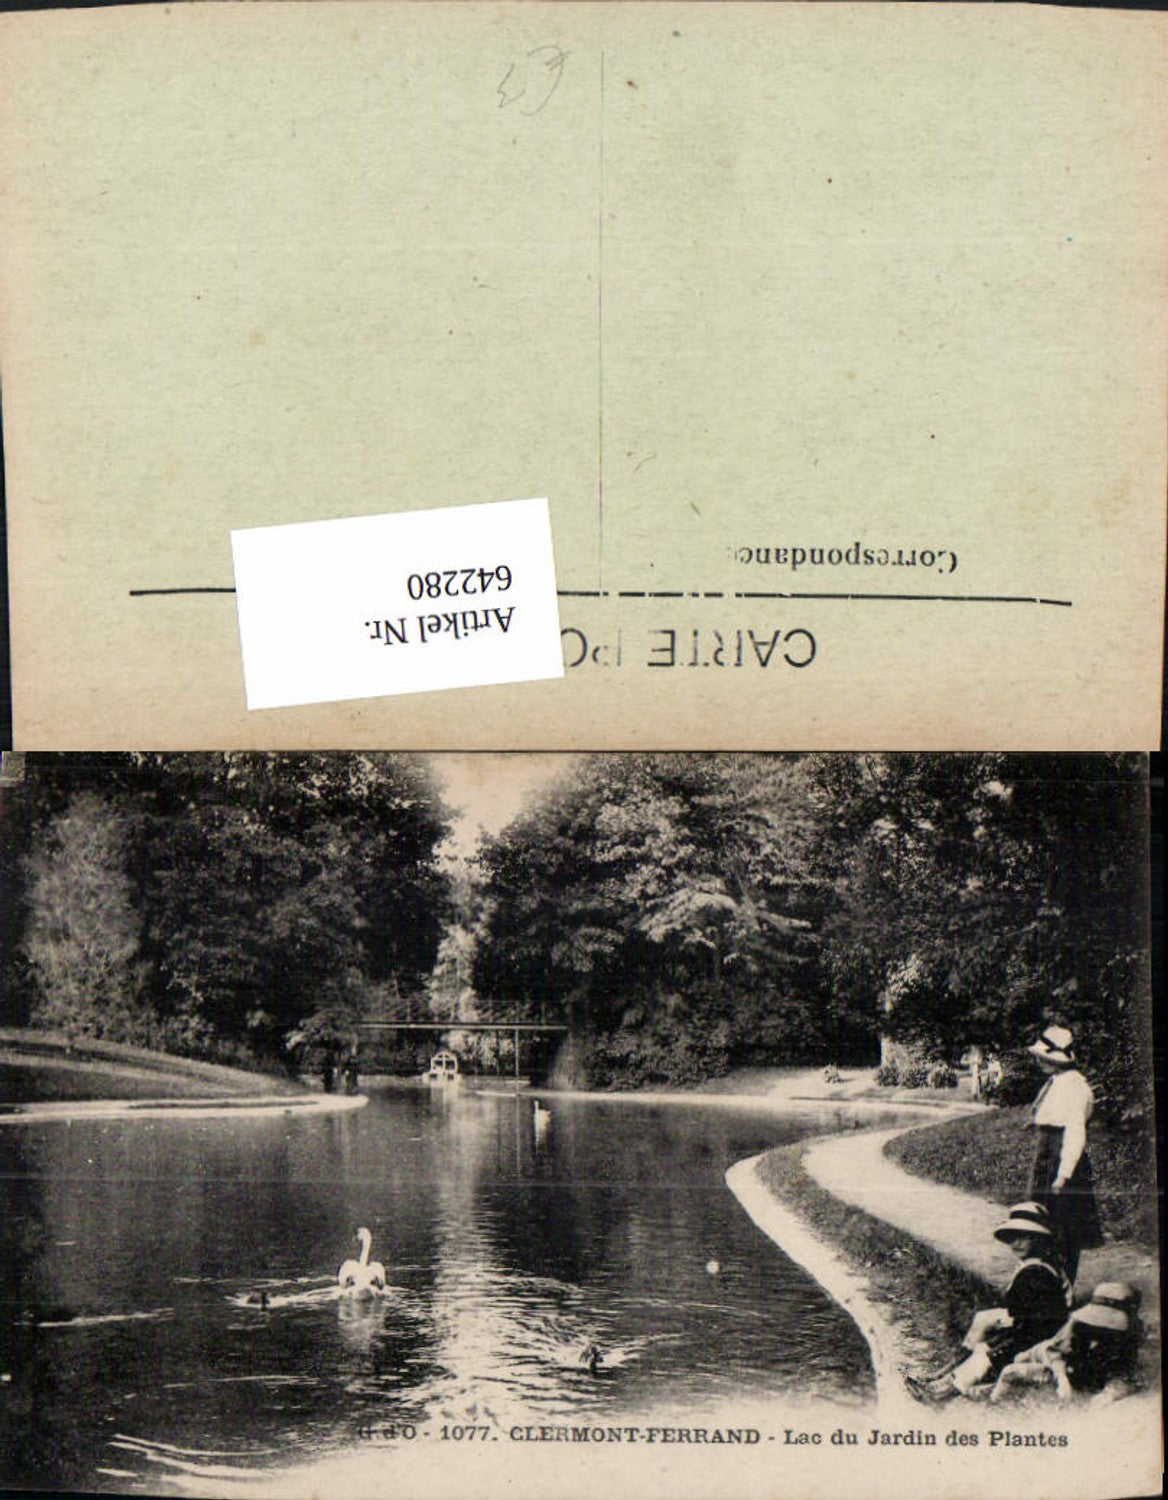 CARTE PO
Correspondance
Artikel Nr.
642280
G. d'O - 1077. CLERMONT-FERRAND - Lac du Jardin des Plantes